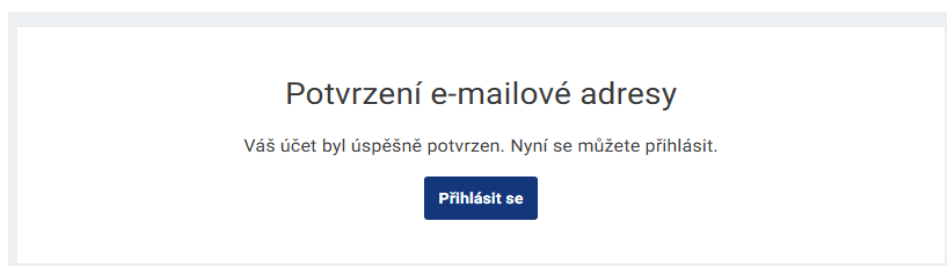 Potvrzení e-mailové adresy
Váš účet byl úspěšně potvrzen. Nyní se můžete přihlásit.
Přihlásit se